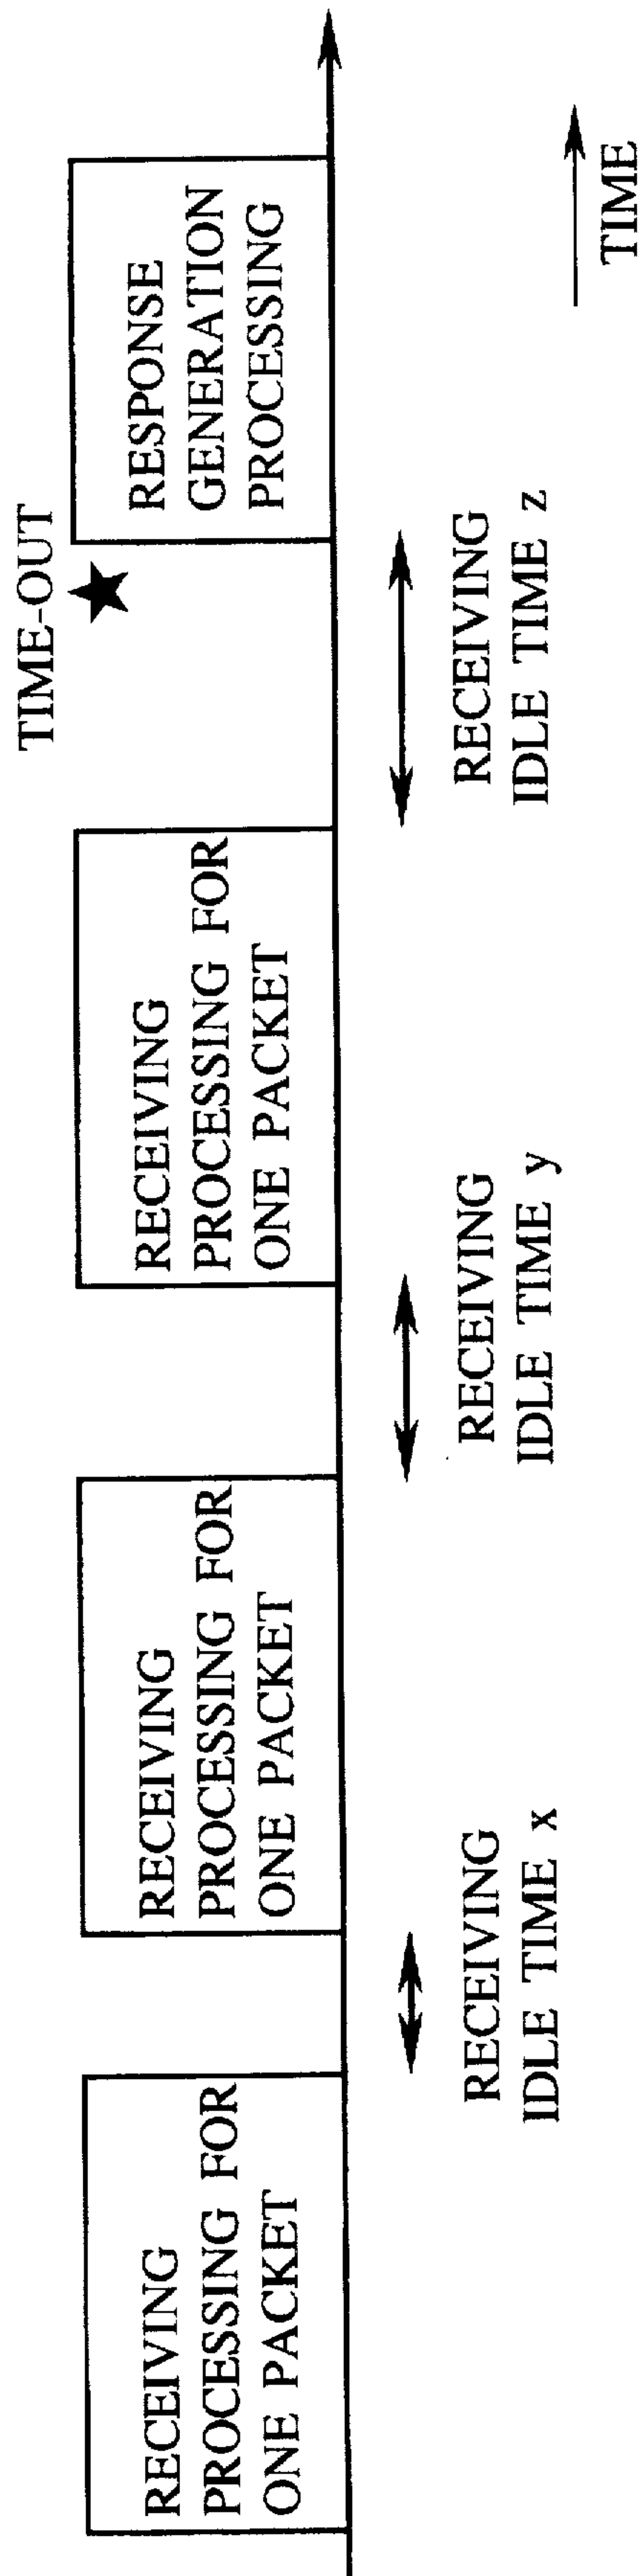 TIME-OUT
RECEIVING
PROCESSING FOR
ONE PACKET
RECEIVING
PROCESSING FOR
ONE PACKET
RECEIVING
PROCESSING FOR
ONE PACKET
RESPONSE
GENERATION
PROCESSING
RECEIVING
IDLE TIME x
RECEIVING
IDLE TIME y
RECEIVING
IDLE TIME z
TIME